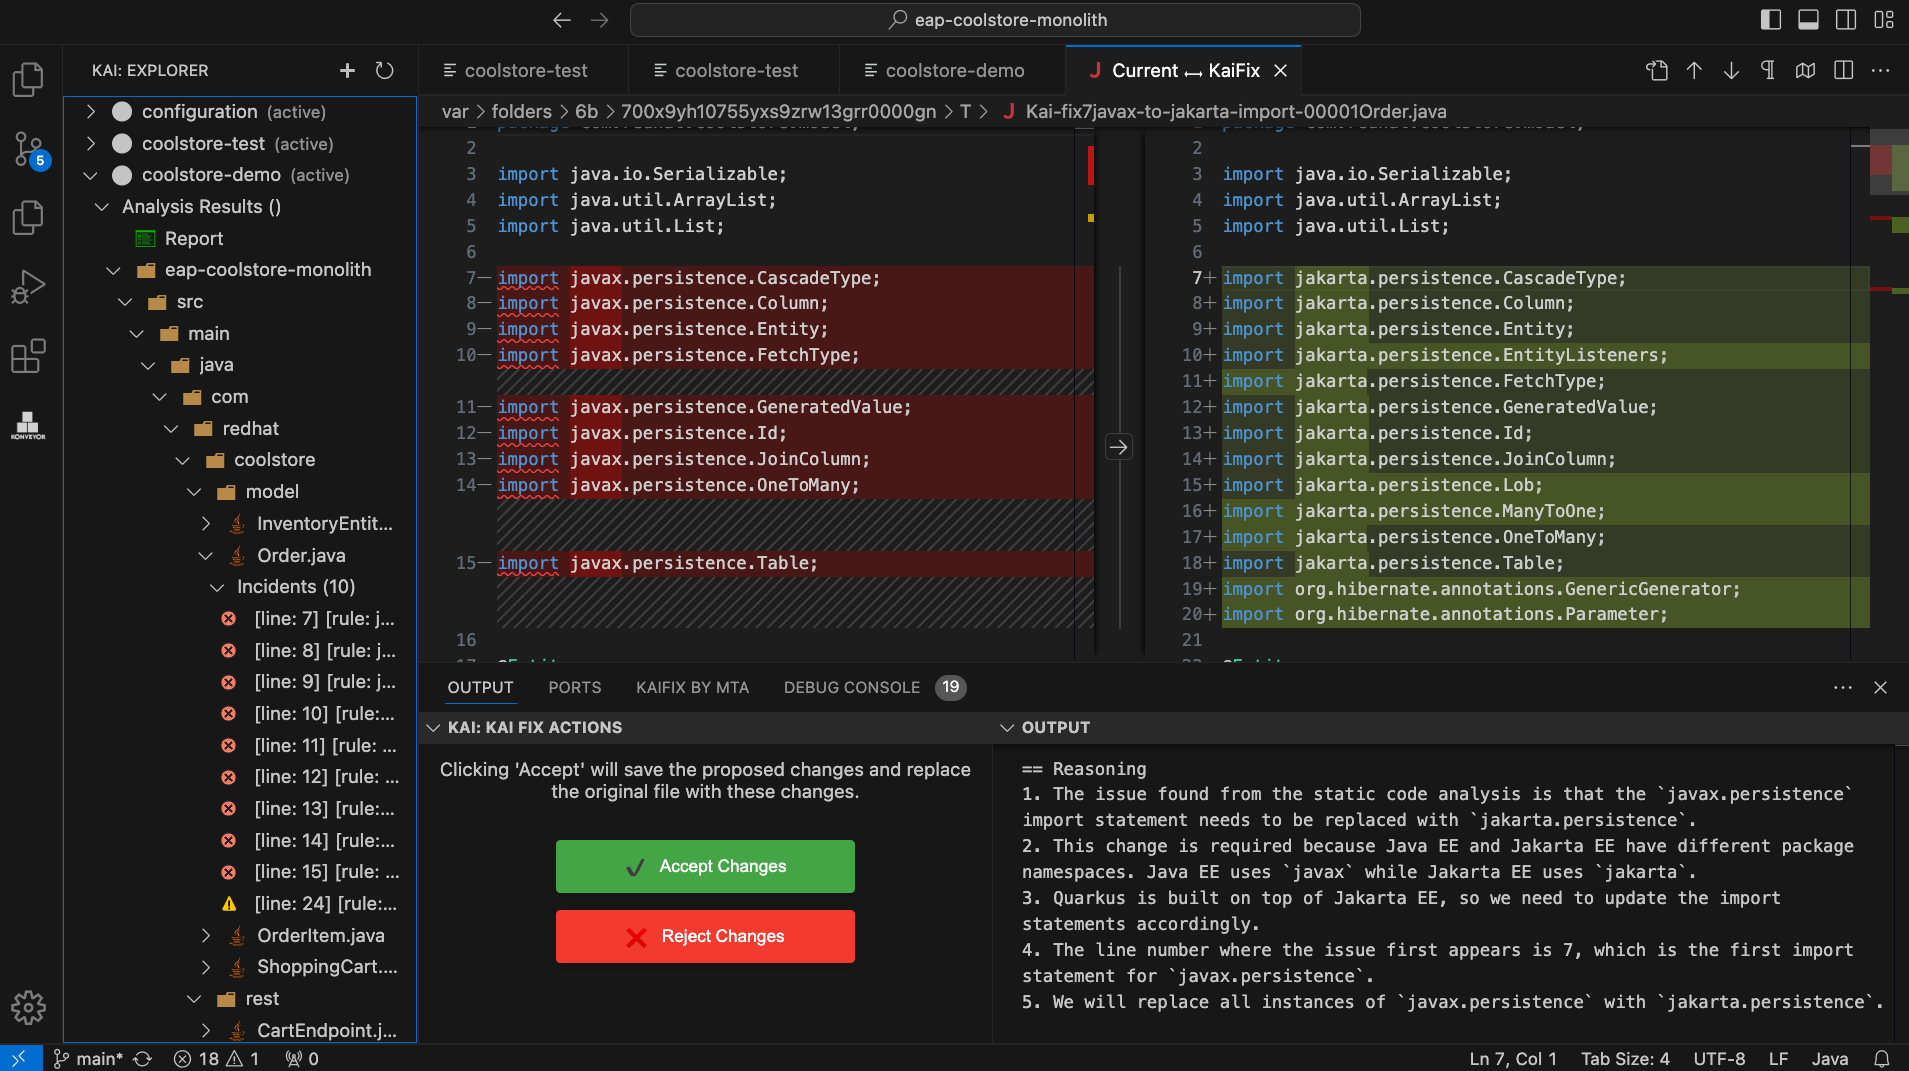 eap-coolstore-monolith
KAI: EXPLORER
coolstore-test
coolstore-test
coolstore-demo
Current ↔ KaiFix
var > folders > 6b > 700x9yh10755yxs9zrw13grr0000gn > T > Kai-fix7javax-to-jakarta-import-00001Order.java
5
KONVEYOR
configuration (active)
coolstore-test (active)
coolstore-demo (active)
Analysis Results ()
Report
eap-coolstore-monolith
src
main
java
com
redhat
coolstore
model
InventoryEntit...
Order.java
Incidents (10)
[line: 7] [rule: j...
[line: 8] [rule: j...
[line: 9] [rule: j...
[line: 10] [rule:...
[line: 11] [rule: ...
[line: 12] [rule: ...
[line: 13] [rule:...
[line: 14] [rule:...
[line: 15] [rule: ...
[line: 24] [rule:...
OrderItem.java
ShoppingCart....
rest
CartEndpoint.j...
2
3 import java.io.Serializable;
4 import java.util.ArrayList;
5 import java.util.List;
6
7— import javax.persistence.CascadeType;
8— import javax.persistence.Column;
9— import javax.persistence.Entity;
10— import javax.persistence.FetchType;
11— import javax.persistence.GeneratedValue;
12— import javax.persistence.Id;
13— import javax.persistence.JoinColumn;
14— import javax.persistence.OneToMany;
15— import javax.persistence.Table;
16
2
3 import java.io.Serializable;
4 import java.util.ArrayList;
5 import java.util.List;
6
7+ import jakarta.persistence.CascadeType;
8+ import jakarta.persistence.Column;
9+ import jakarta.persistence.Entity;
10+ import jakarta.persistence.EntityListeners;
11+ import jakarta.persistence.FetchType;
12+ import jakarta.persistence.GeneratedValue;
13+ import jakarta.persistence.Id;
14+ import jakarta.persistence.JoinColumn;
15+ import jakarta.persistence.Lob;
16+ import jakarta.persistence.ManyToOne;
17+ import jakarta.persistence.OneToMany;
18+ import jakarta.persistence.Table;
19+ import org.hibernate.annotations.GenericGenerator;
20+ import org.hibernate.annotations.Parameter;
21
OUTPUT PORTS KAIFIX BY MTA DEBUG CONSOLE 19
KAI: KAI FIX ACTIONS
Clicking 'Accept' will save the proposed changes and replace
the original file with these changes.
Accept Changes
Reject Changes
OUTPUT
== Reasoning
1. The issue found from the static code analysis is that the `javax.persistence`
import statement needs to be replaced with `jakarta.persistence`.
2. This change is required because Java EE and Jakarta EE have different package
namespaces. Java EE uses `javax` while Jakarta EE uses `jakarta`.
3. Quarkus is built on top of Jakarta EE, so we need to update the import
statements accordingly.
4. The line number where the issue first appears is 7, which is the first import
statement for `javax.persistence`.
5. We will replace all instances of `javax.persistence` with `jakarta.persistence`.
main* 18 1 0
Ln 7, Col 1 Tab Size: 4 UTF-8 LF Java